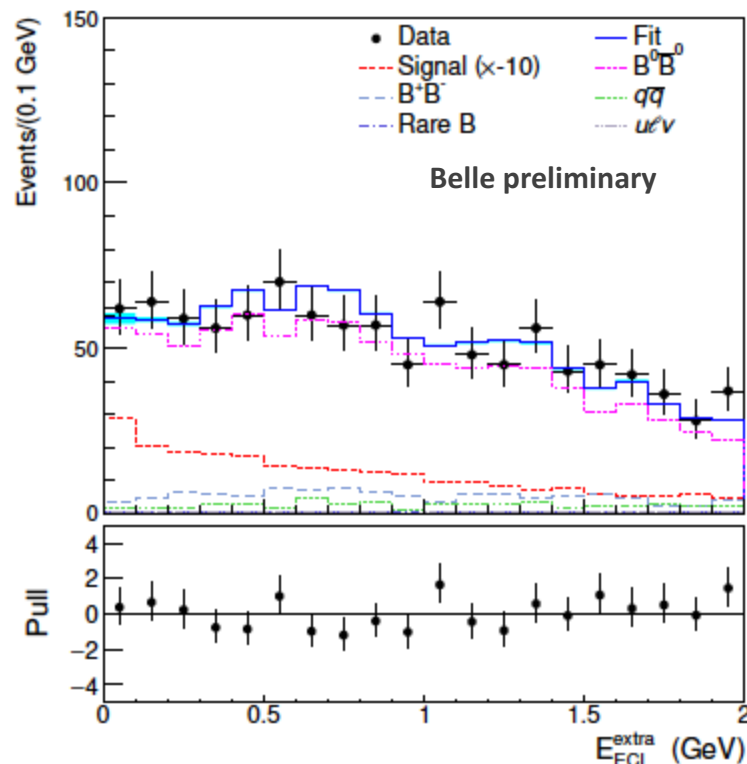 150
100
50
0
Events/(0.1 GeV)
Data
Fit
Signal (×-10)
B⁰B̅⁰
B⁺B⁻
qq̅
Rare B
uℓν
Belle preliminary
4
2
0
−2
−4
Pull
0 0.5 1 1.5 2
E_ECL^extra (GeV)